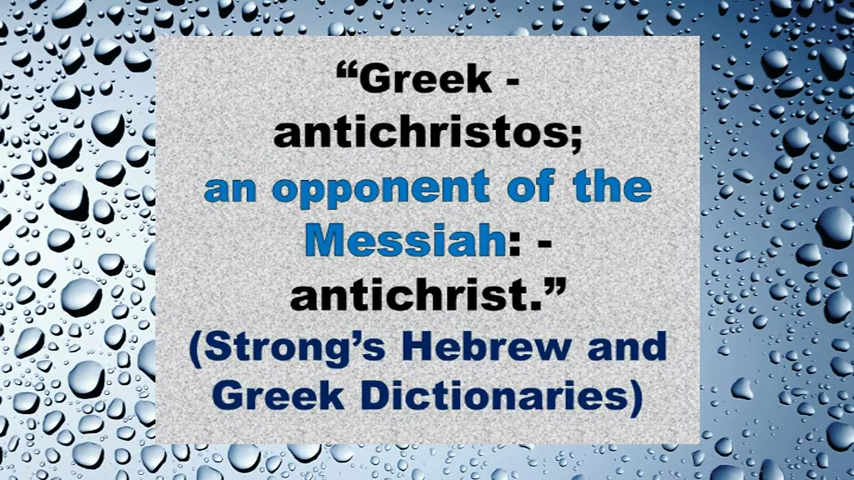 “Greek -
antichristos;
an opponent of the
Messiah: -
antichrist.”
(Strong’s Hebrew and
Greek Dictionaries)